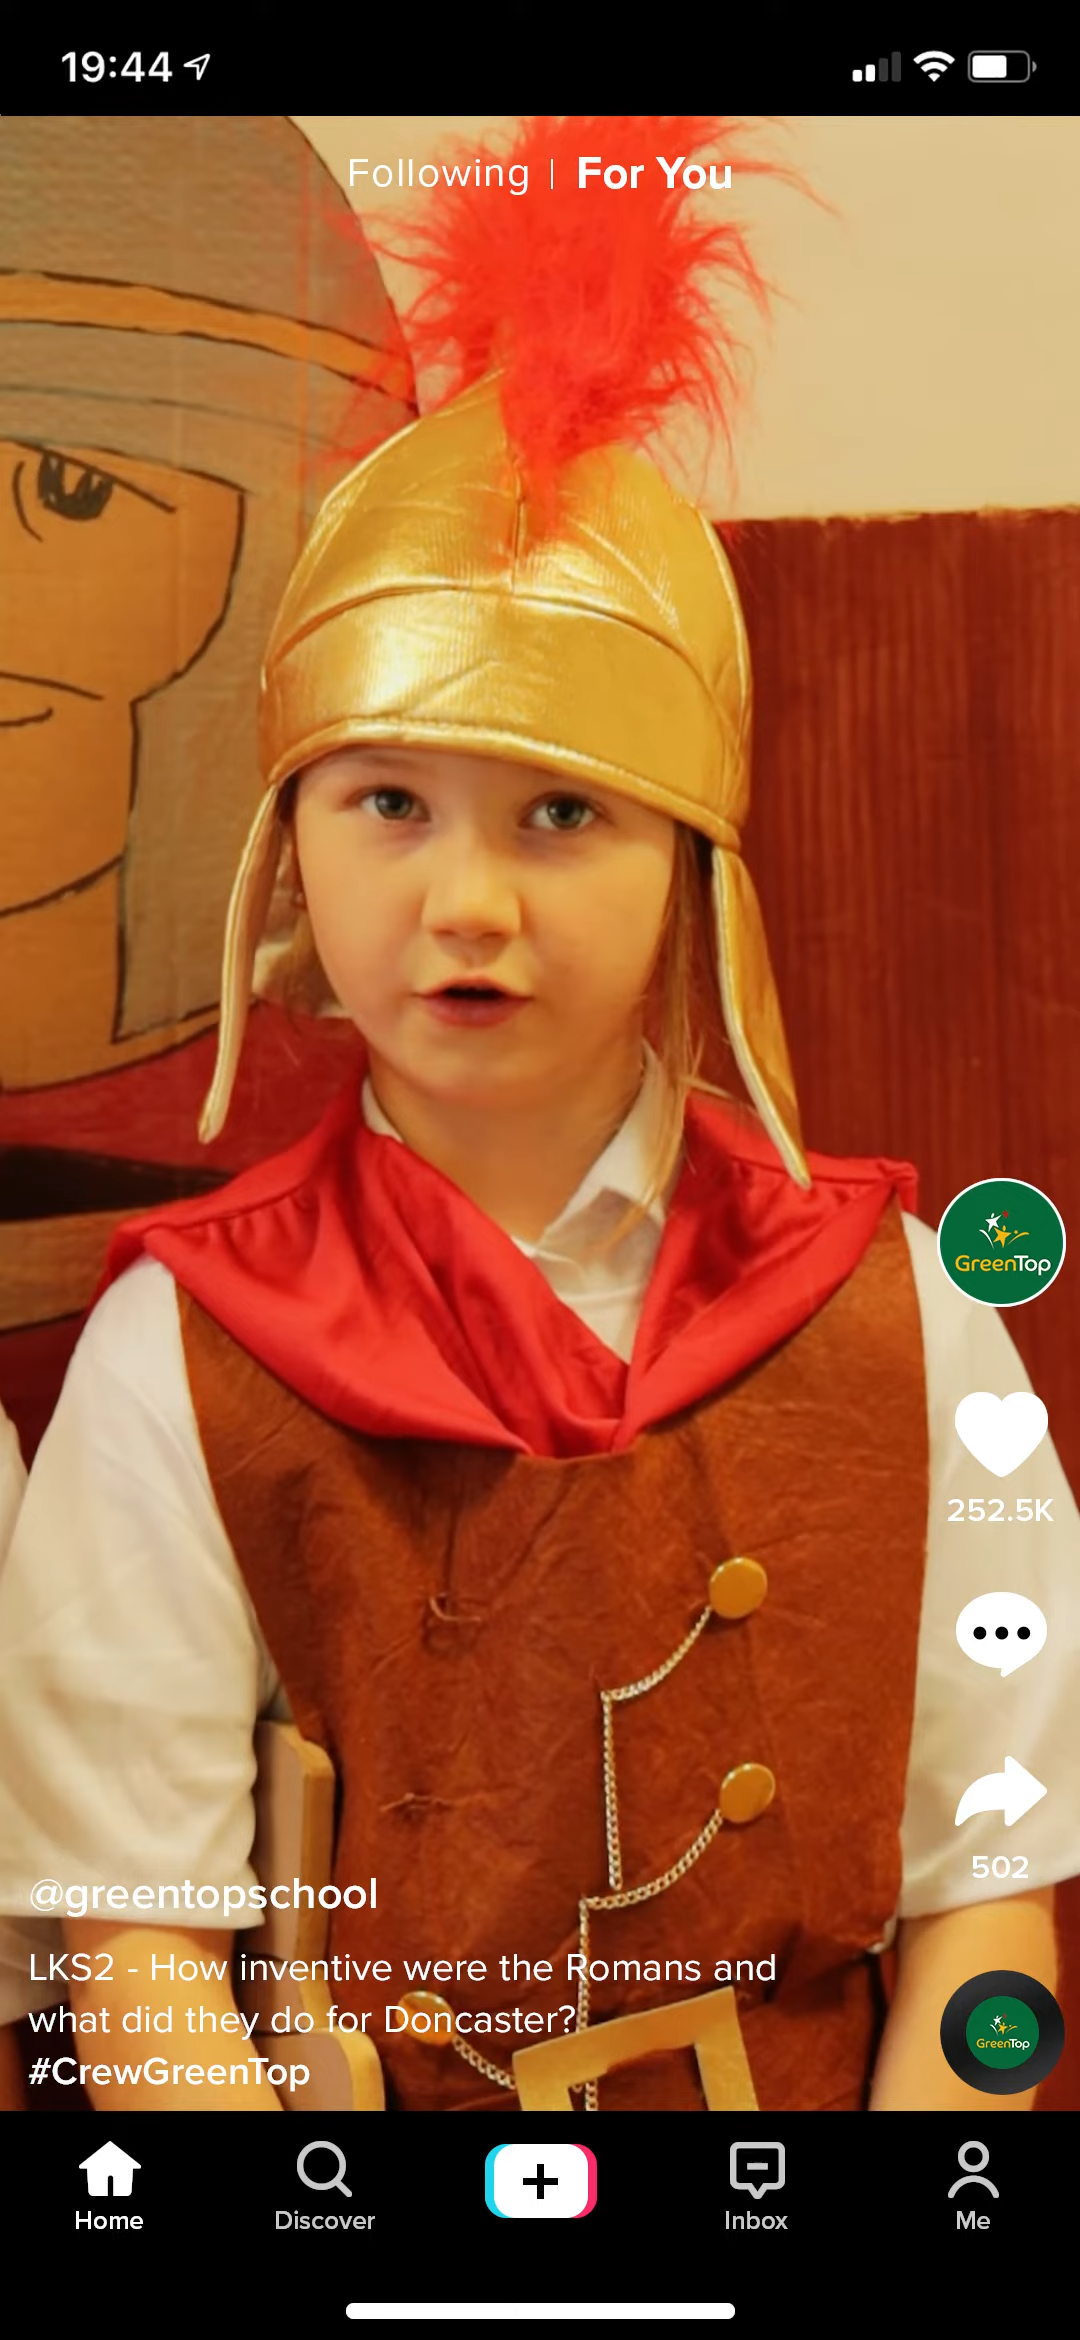 19:44
Following | For You
GreenTop
252.5K
502
@greentopschool
LKS2 - How inventive were the Romans and
what did they do for Doncaster?
#CrewGreenTop
GreenTop
Home
Discover
Inbox
Me